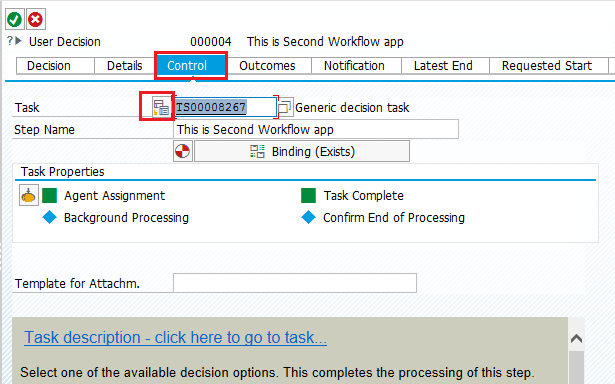 User Decision 000004 This is Second Workflow app
Decision Details Control Outcomes Notification Latest End Requested Start
Task TS00008267 Generic decision task
Step Name This is Second Workflow app
Binding (Exists)
Task Properties
Agent Assignment Task Complete
Background Processing Confirm End of Processing
Template for Attachm.
Task description - click here to go to task...
Select one of the available decision options. This completes the processing of this step.